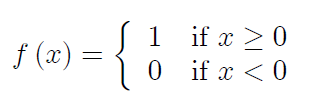 f (x) = { 1 if x ≥ 0
0 if x < 0